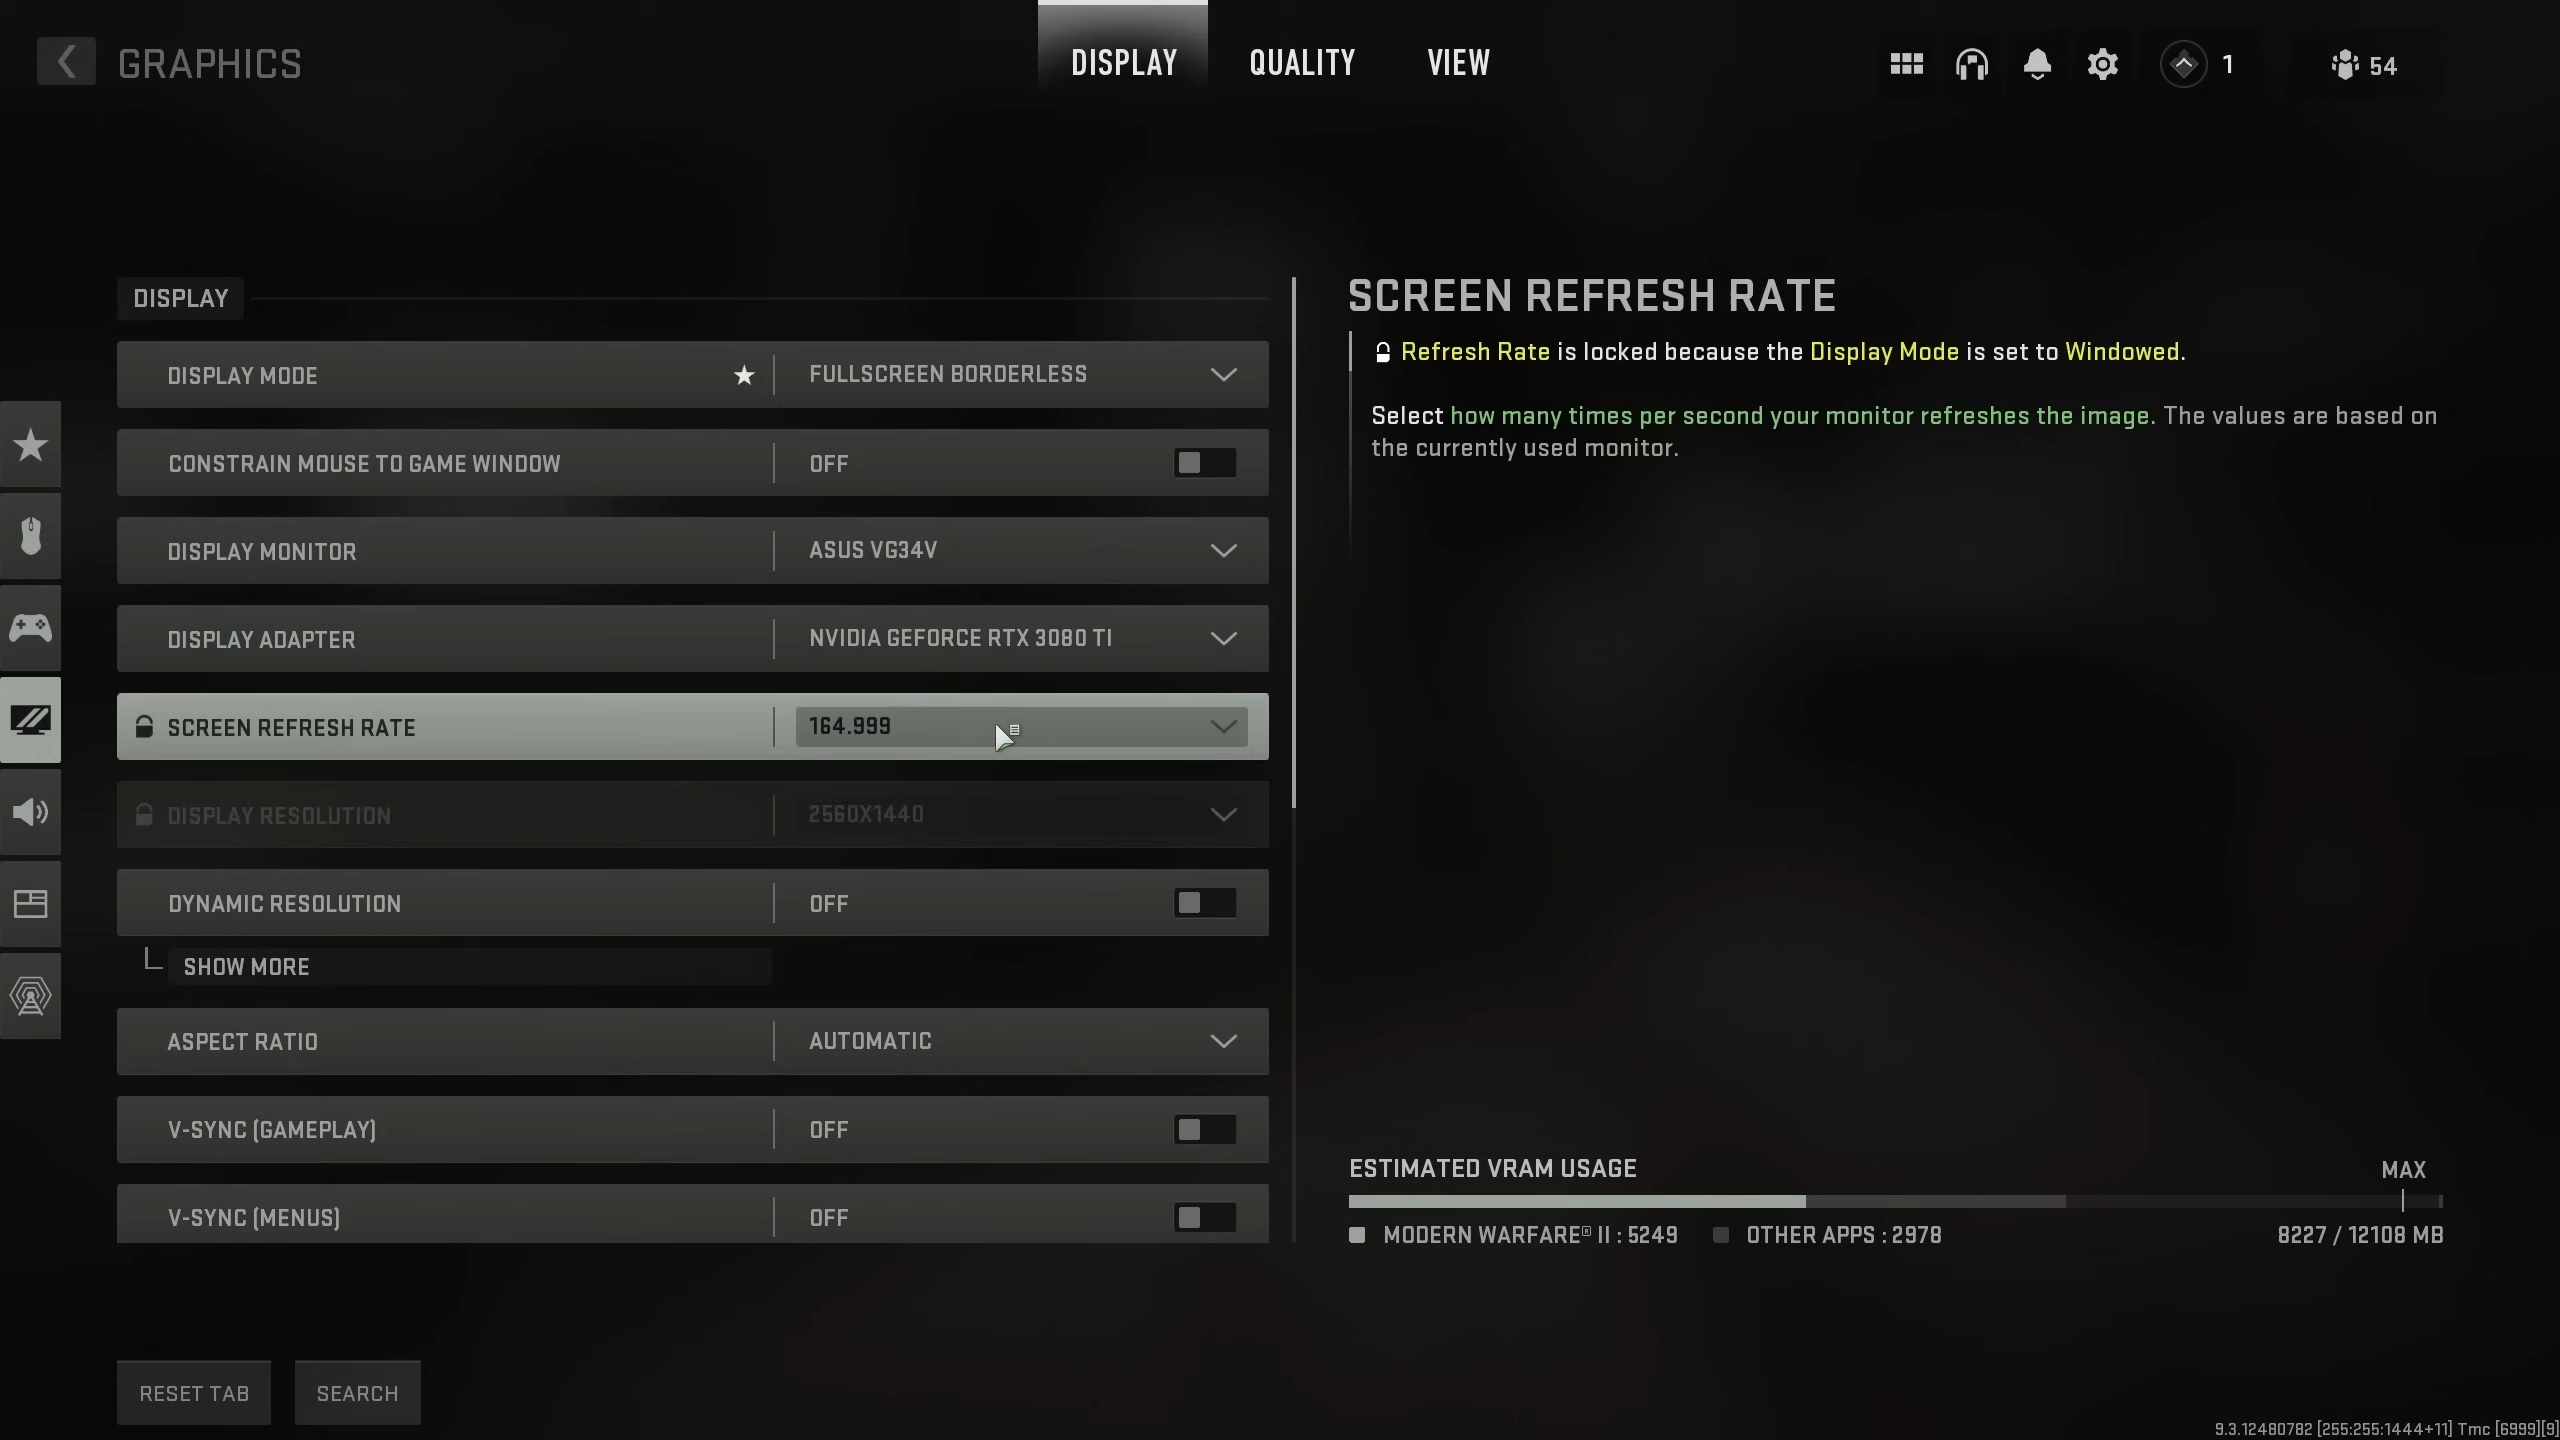 GRAPHICS
DISPLAY
QUALITY
VIEW
1
54
DISPLAY
DISPLAY MODE
FULLSCREEN BORDERLESS
CONSTRAIN MOUSE TO GAME WINDOW
OFF
DISPLAY MONITOR
ASUS VG34V
DISPLAY ADAPTER
NVIDIA GEFORCE RTX 3080 TI
SCREEN REFRESH RATE
164.999
DISPLAY RESOLUTION
2560X1440
DYNAMIC RESOLUTION
OFF
SHOW MORE
ASPECT RATIO
AUTOMATIC
V-SYNC (GAMEPLAY)
OFF
V-SYNC (MENUS)
OFF
SCREEN REFRESH RATE
Refresh Rate is locked because the Display Mode is set to Windowed.
Select how many times per second your monitor refreshes the image. The values are based on
the currently used monitor.
ESTIMATED VRAM USAGE
MAX
MODERN WARFARE® II : 5249
OTHER APPS : 2978
8227 / 12108 MB
RESET TAB
SEARCH
9.3.12480782 [255:255:1444+11] Tmc [6999][9]